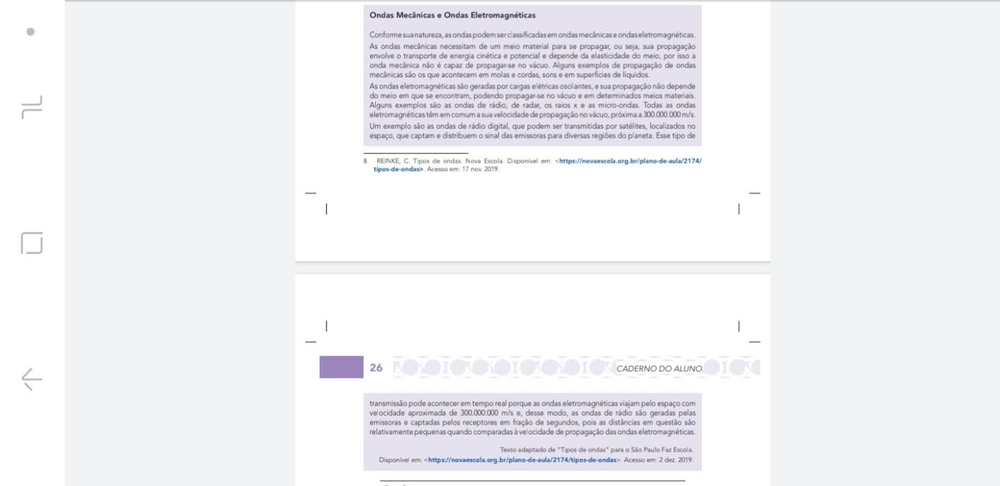 Ondas Mecânicas e Ondas Eletromagnéticas
Conforme sua natureza, as ondas podem ser classificadas em ondas mecânicas e ondas eletromagnéticas.
As ondas mecânicas necessitam de um meio material para se propagar, ou seja, sua propagação
envolve o transporte de energia cinética e potencial e depende da elasticidade do meio, por isso a
onda mecânica não é capaz de propagar-se no vácuo. Alguns exemplos de propagação de ondas
mecânicas são os que acontecem em molas e cordas, sons e em superfícies de líquidos.
As ondas eletromagnéticas são geradas por cargas elétricas oscilantes, e sua propagação não depende
do meio em que se encontram, podendo propagar-se no vácuo e em determinados meios materiais.
Alguns exemplos são as ondas de rádio, de radar, os raios x e as micro-ondas. Todas as ondas
eletromagnéticas têm em comum a sua velocidade de propagação no vácuo, próxima a 300.000.000 m/s.
Um exemplo são as ondas de rádio digital, que podem ser transmitidas por satélites, localizados no
espaço, que captam e distribuem o sinal das emissoras para diversas regiões do planeta. Esse tipo de
8 REINKE, C. Tipos de ondas. Nova Escola. Disponível em: <https://novaescola.org.br/plano-de-aula/2174/
tipos-de-ondas>. Acesso em: 17 nov. 2019.
26
CADERNO DO ALUNO
transmissão pode acontecer em tempo real porque as ondas eletromagnéticas viajam pelo espaço com
velocidade aproximada de 300.000.000 m/s e, desse modo, as ondas de rádio são geradas pelas
emissoras e captadas pelos receptores em fração de segundos, pois as distâncias em questão são
relativamente pequenas quando comparadas à velocidade de propagação das ondas eletromagnéticas.
Texto adaptado de "Tipos de ondas" para o São Paulo Faz Escola.
Disponível em: <https://novaescola.org.br/plano-de-aula/2174/tipos-de-ondas>. Acesso em: 2 dez. 2019.